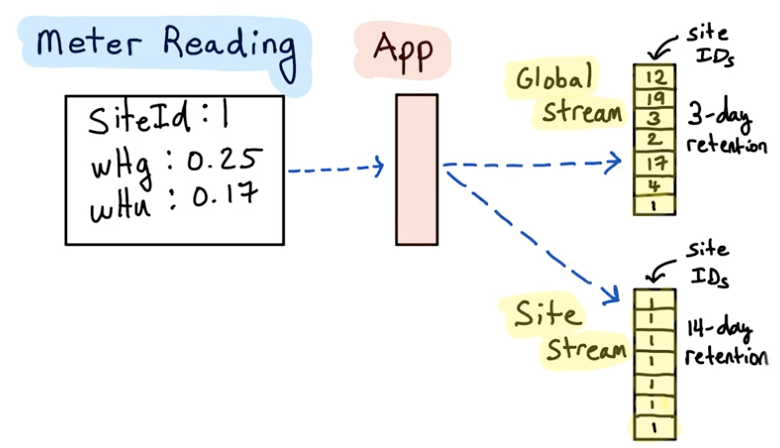 Meter Reading
SiteId : 1
wHg : 0.25
wHu : 0.17
App
Global
Stream
site
IDs
12
19
3
2
17
4
1
3-day
retention
Site
Stream
site
IDs
1
1
1
1
1
1
1
14-day
retention